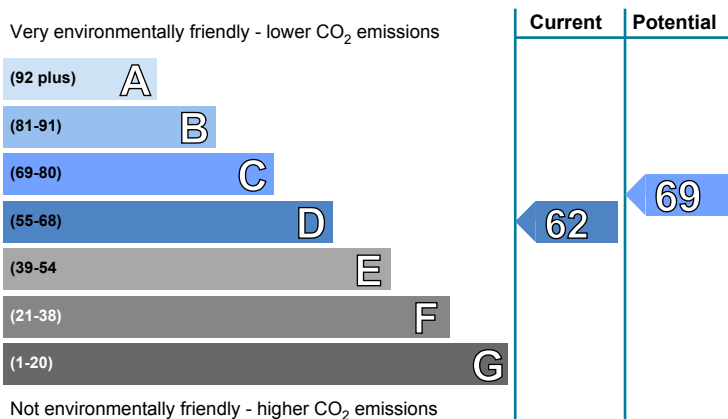 Current Potential
Very environmentally friendly - lower CO2 emissions
(92 plus) A
(81-91) B
(69-80) C
69
(55-68) D
62
(39-54 E
(21-38) F
(1-20) G
Not environmentally friendly - higher CO2 emissions